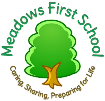 Meadows First School
Caring, Sharing, Preparing for Life